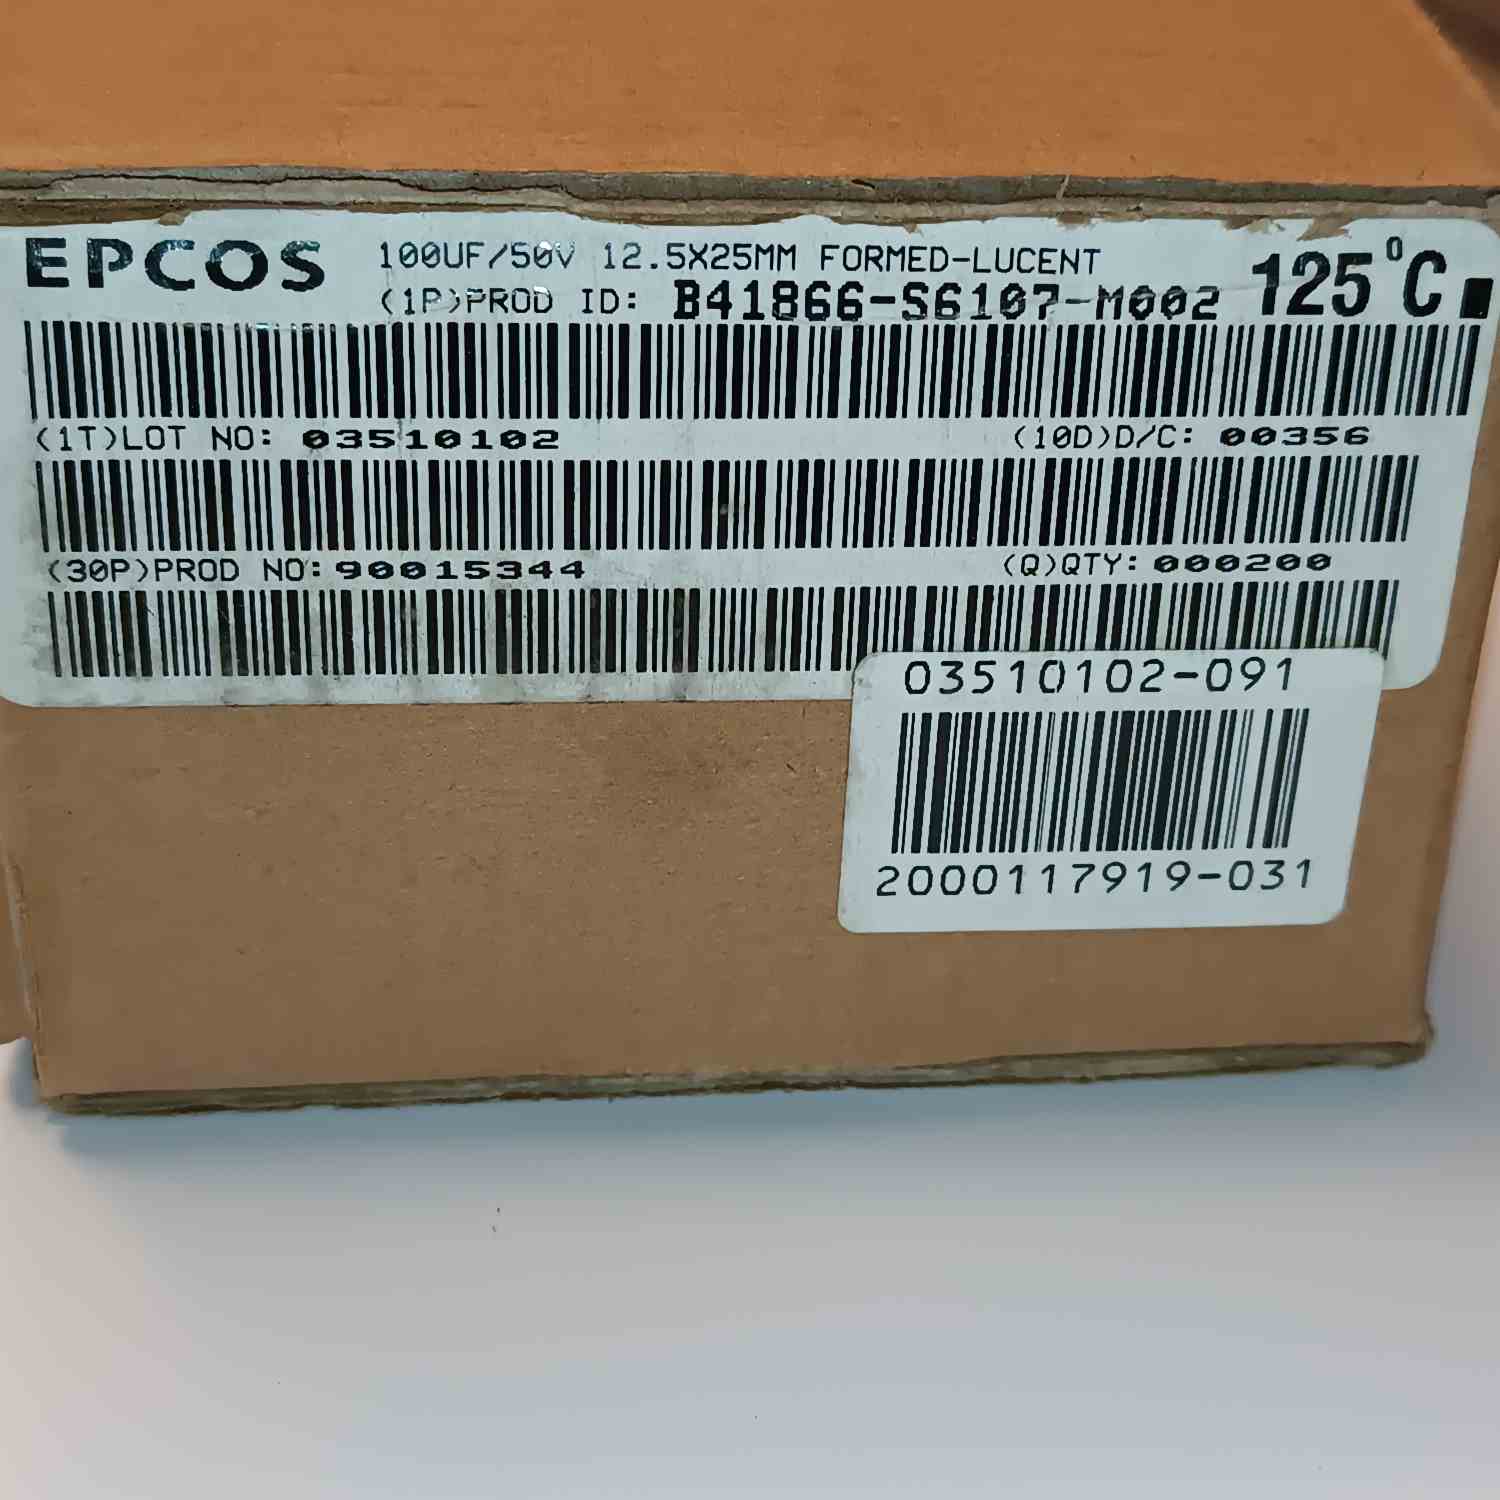 EPCOS 100UF/50V 12.5X25MM FORMED-LUCENT 125°C
(1P)PROD ID: B41866-S6107-M002
(1T)LOT NO: 03510102 (10D)D/C: 00356
(30P)PROD NO: 90015344 (Q)QTY: 000200
03510102-091
2000117919-031